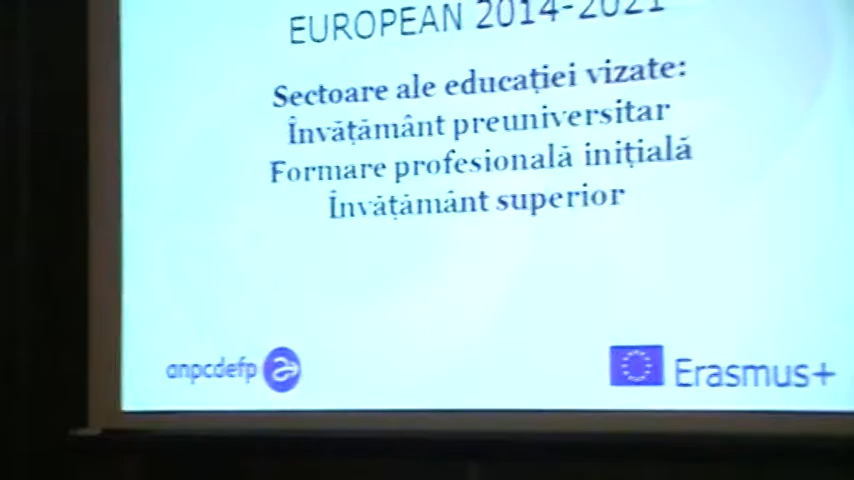 EUROPEAN 2014-2021
Sectoare ale educației vizate:
Învățământ preuniversitar
Formare profesională inițială
Învățământ superior
anpcdefp
Erasmus+